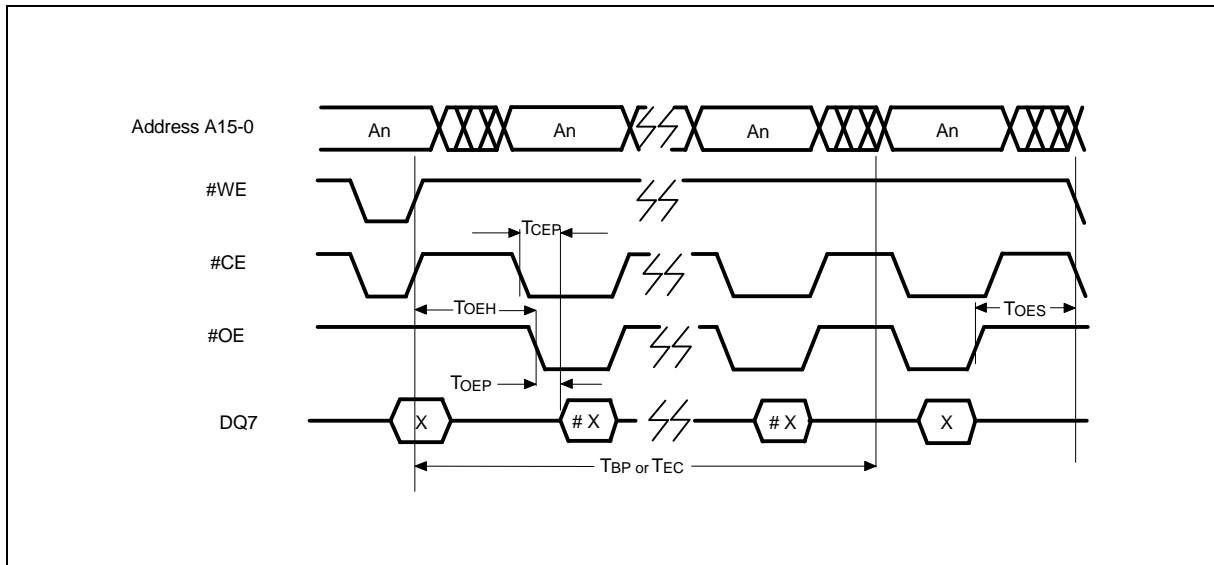 Address A15-0 An An An An
#WE
TCEP
#CE
TOEH TOES
#OE
TOEP
DQ7 X # X # X X
TBP or TEC